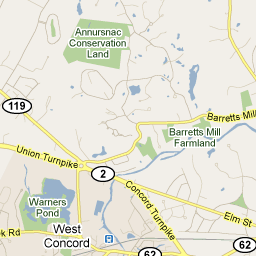 Annursnac
Conservation
Land
119
Barretts Mill
Barretts Mill
Farmland
Union Turnpike
2
Warners
Pond
Concord Turnpike
Elm St
Rd
West
Concord
62
62
62